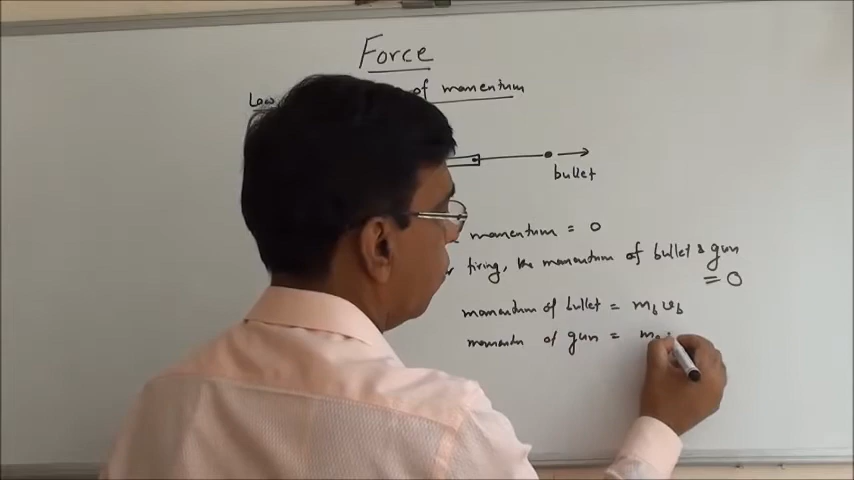 Force
Law of momentum
bullet
momentum = 0
firing, the momentum of bullet & gun
= 0
momentum of bullet = m_b v_b
momentum of gun = m